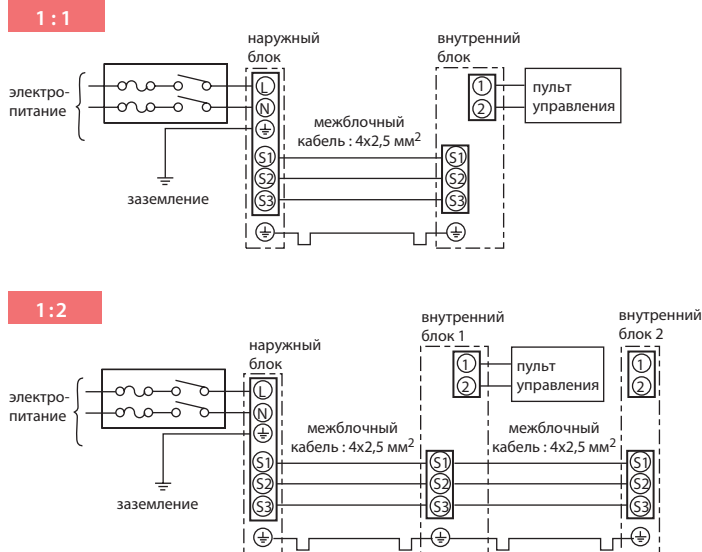 1 : 1
наружный
блок
внутренний
блок
электро-
питание
L
N
1
2
пульт
управления
межблочный
кабель : 4x2,5 мм²
S1
S2
S3
S1
S2
S3
заземление
1:2
наружный
блок
внутренний
блок 1
внутренний
блок 2
электро-
питание
L
N
1
2
пульт
управления
1
2
межблочный
кабель : 4x2,5 мм²
межблочный
кабель : 4x2,5 мм²
S1
S2
S3
S1
S2
S3
S1
S2
S3
заземление